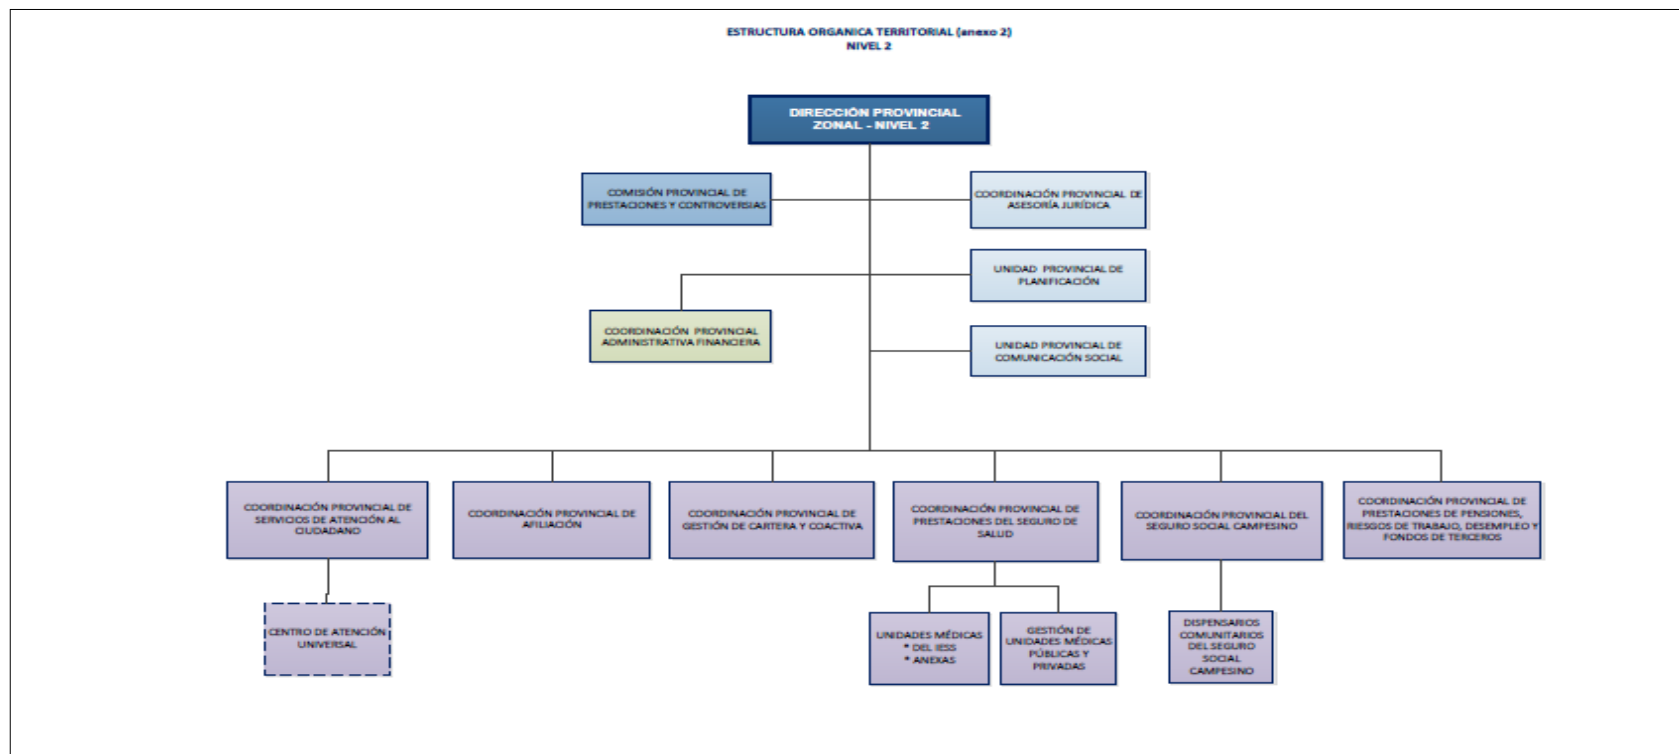 ESTRUCTURA ORGANICA TERRITORIAL (anexo 2)
NIVEL 2
DIRECCIÓN PROVINCIAL
ZONAL - NIVEL 2
COMISIÓN PROVINCIAL DE
PRESTACIONES Y CONTROVERSIAS
COORDINACIÓN PROVINCIAL DE
ASESORÍA JURÍDICA
UNIDAD PROVINCIAL DE
PLANIFICACIÓN
COORDINACIÓN PROVINCIAL
ADMINISTRATIVA FINANCIERA
UNIDAD PROVINCIAL DE
COMUNICACIÓN SOCIAL
COORDINACIÓN PROVINCIAL DE
SERVICIOS DE ATENCIÓN AL
CIUDADANO
COORDINACIÓN PROVINCIAL DE
AFILIACIÓN
COORDINACIÓN PROVINCIAL DE
GESTIÓN DE CARTERA Y COACTIVA
COORDINACIÓN PROVINCIAL DE
PRESTACIONES DEL SEGURO DE
SALUD
COORDINACIÓN PROVINCIAL DEL
SEGURO SOCIAL CAMPESINO
COORDINACIÓN PROVINCIAL DE
PRESTACIONES DE PENSIONES,
RIESGOS DE TRABAJO, DESEMPLEO Y
FONDOS DE TERCEROS
CENTRO DE ATENCIÓN
UNIVERSAL
UNIDADES MÉDICAS
* DEL IESS
* ANEXAS
GESTIÓN DE
UNIDADES MÉDICAS
PÚBLICAS Y
PRIVADAS
DISPENSARIOS
COMUNITARIOS
DEL SEGURO
SOCIAL
CAMPESINO